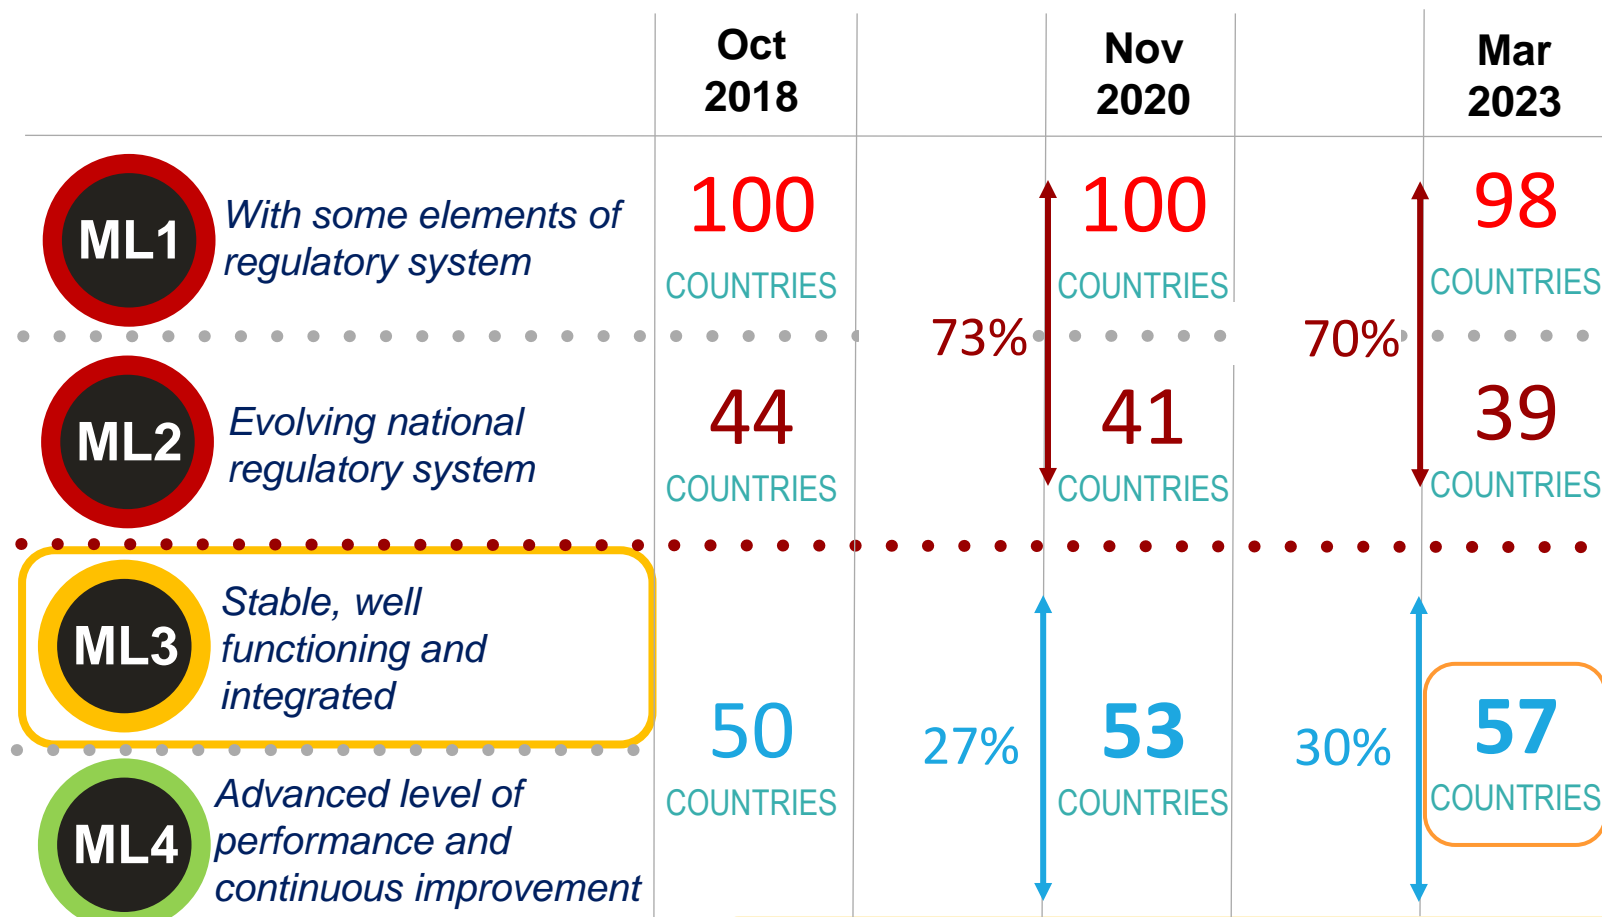 Oct
2018
Nov
2020
Mar
2023
ML1
With some elements of
regulatory system
100
COUNTRIES
73%
100
COUNTRIES
70%
98
COUNTRIES
ML2
Evolving national
regulatory system
44
COUNTRIES
41
COUNTRIES
39
COUNTRIES
ML3
Stable, well
functioning and
integrated
50
COUNTRIES
27%
53
COUNTRIES
30%
57
COUNTRIES
ML4
Advanced level of
performance and
continuous improvement